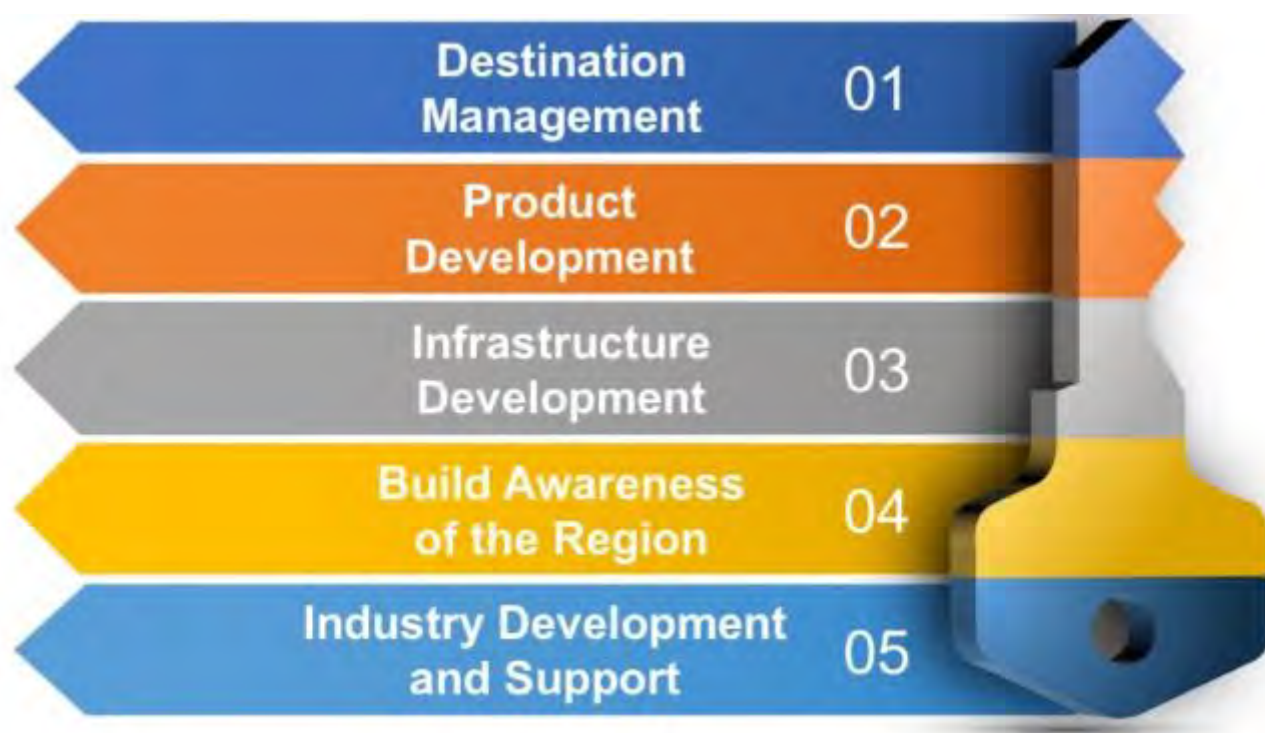 Destination
Management
01
Product
Development
02
Infrastructure
Development
03
Build Awareness
of the Region
04
Industry Development
and Support
05